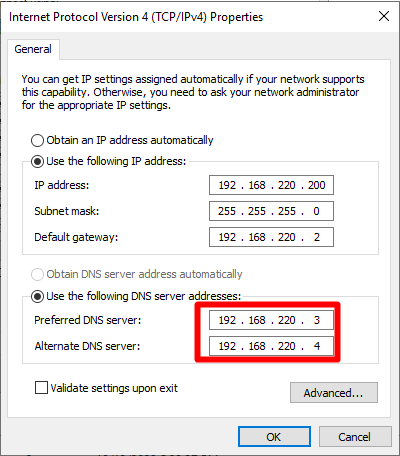 Internet Protocol Version 4 (TCP/IPv4) Properties
General
You can get IP settings assigned automatically if your network supports
this capability. Otherwise, you need to ask your network administrator
for the appropriate IP settings.
Obtain an IP address automatically
Use the following IP address:
IP address: 192 . 168 . 220 . 200
Subnet mask: 255 . 255 . 255 . 0
Default gateway: 192 . 168 . 220 . 2
Obtain DNS server address automatically
Use the following DNS server addresses:
Preferred DNS server: 192 . 168 . 220 . 3
Alternate DNS server: 192 . 168 . 220 . 4
Validate settings upon exit
Advanced...
OK Cancel